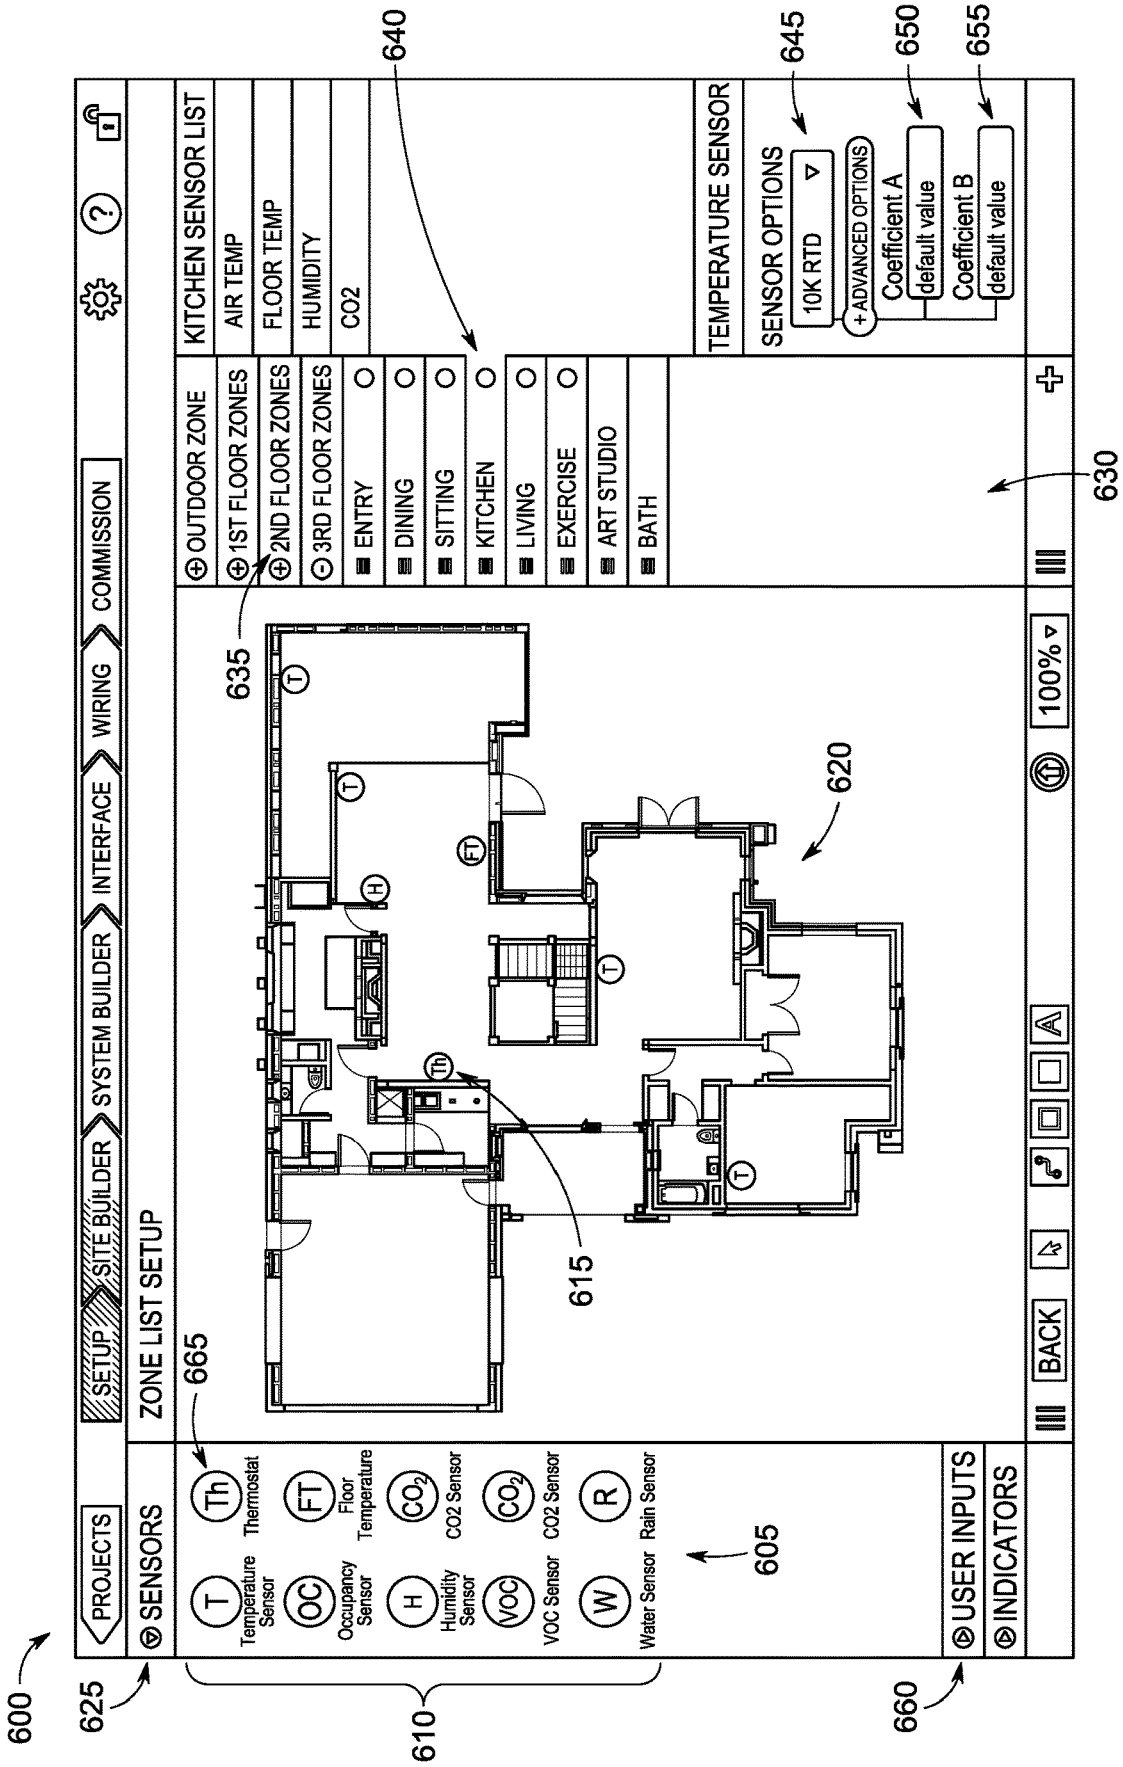 600
PROJECTS
SETUP
SITE BUILDER
SYSTEM BUILDER
INTERFACE
WIRING
COMMISSION
?
625
SENSORS
ZONE LIST SETUP
665
T
Temperature
Sensor
Th
Thermostat
OC
Occupancy
Sensor
FT
Floor
Temperature
H
Humidity
Sensor
CO2
CO2 Sensor
VOC
VOC Sensor
CO2
CO2 Sensor
W
Water Sensor
R
Rain Sensor
610
605
660
USER INPUTS
INDICATORS
T
T
H
FT
Th
T
T
615
620
635
OUTDOOR ZONE
1ST FLOOR ZONES
2ND FLOOR ZONES
3RD FLOOR ZONES
ENTRY
DINING
SITTING
KITCHEN
LIVING
EXERCISE
ART STUDIO
BATH
630
640
KITCHEN SENSOR LIST
AIR TEMP
FLOOR TEMP
HUMIDITY
CO2
TEMPERATURE SENSOR
SENSOR OPTIONS
10K RTD
645
+ ADVANCED OPTIONS
Coefficient A
default value
650
Coefficient B
default value
655
BACK
A
100%